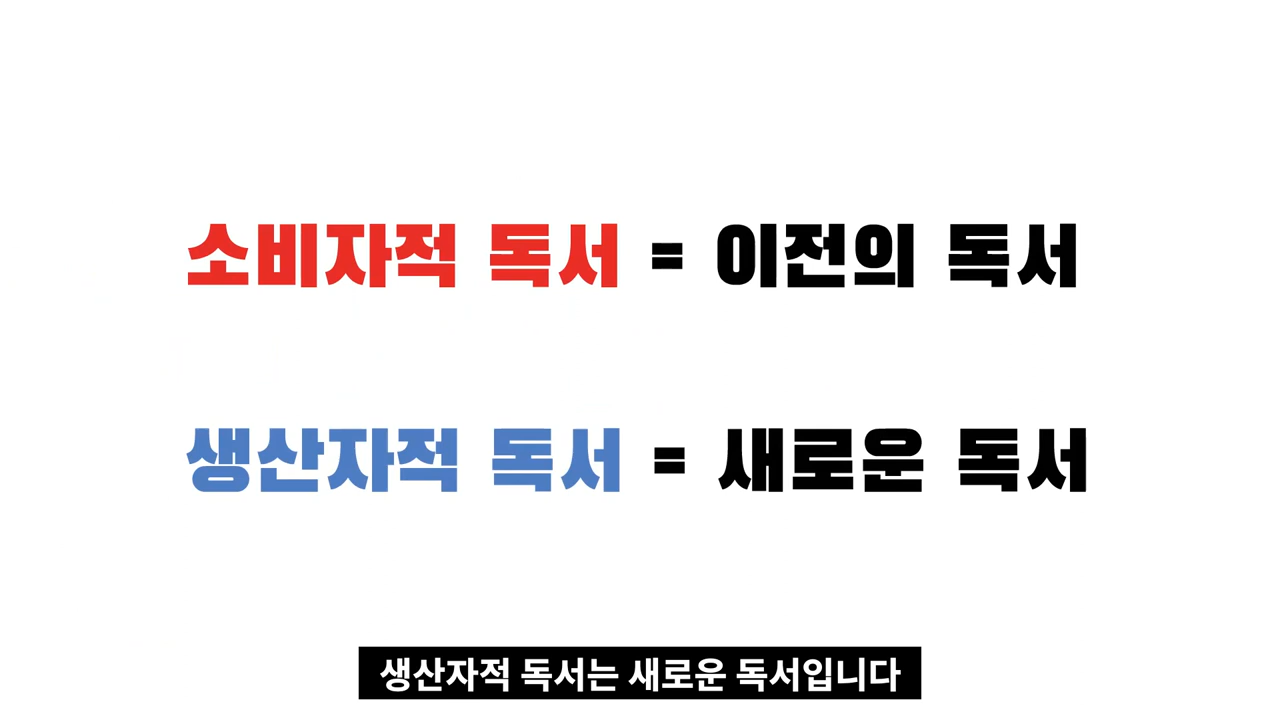 소비자적 독서 = 이전의 독서
생산자적 독서 = 새로운 독서
생산자적 독서는 새로운 독서입니다